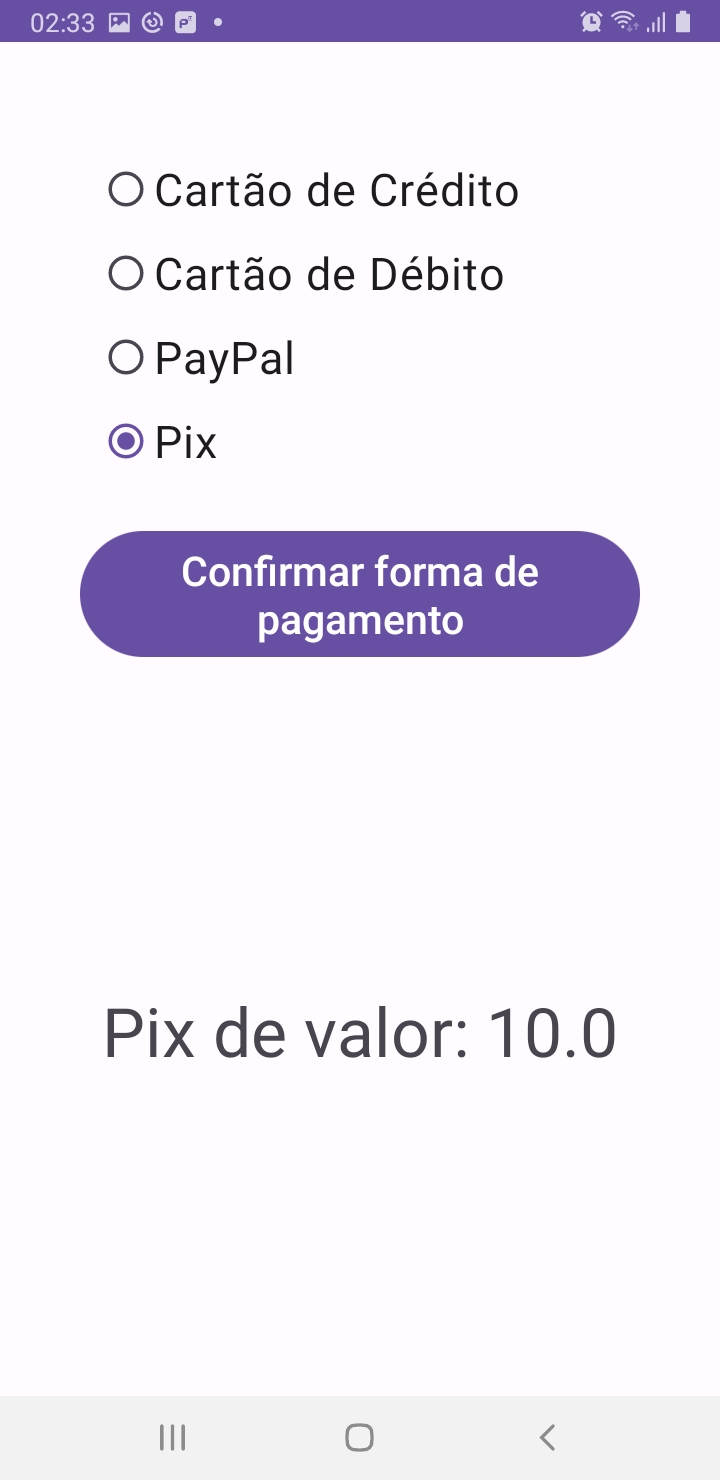 02:33
Cartão de Crédito
Cartão de Débito
PayPal
Pix
Confirmar forma de
pagamento
Pix de valor: 10.0